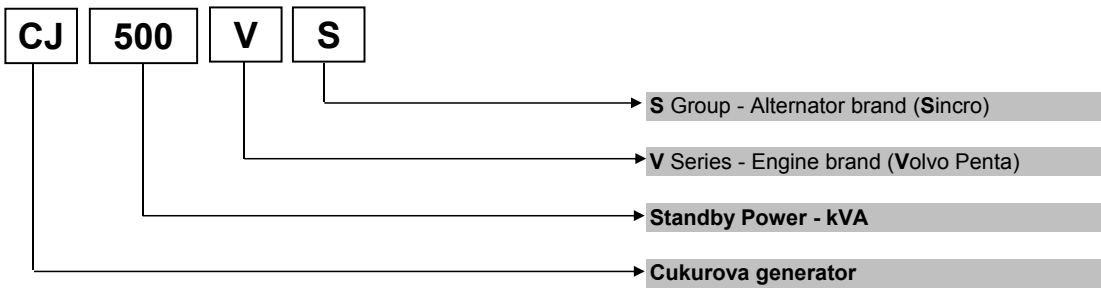 CJ 500 V S
S Group - Alternator brand (Sincro)
V Series - Engine brand (Volvo Penta)
Standby Power - kVA
Cukurova generator